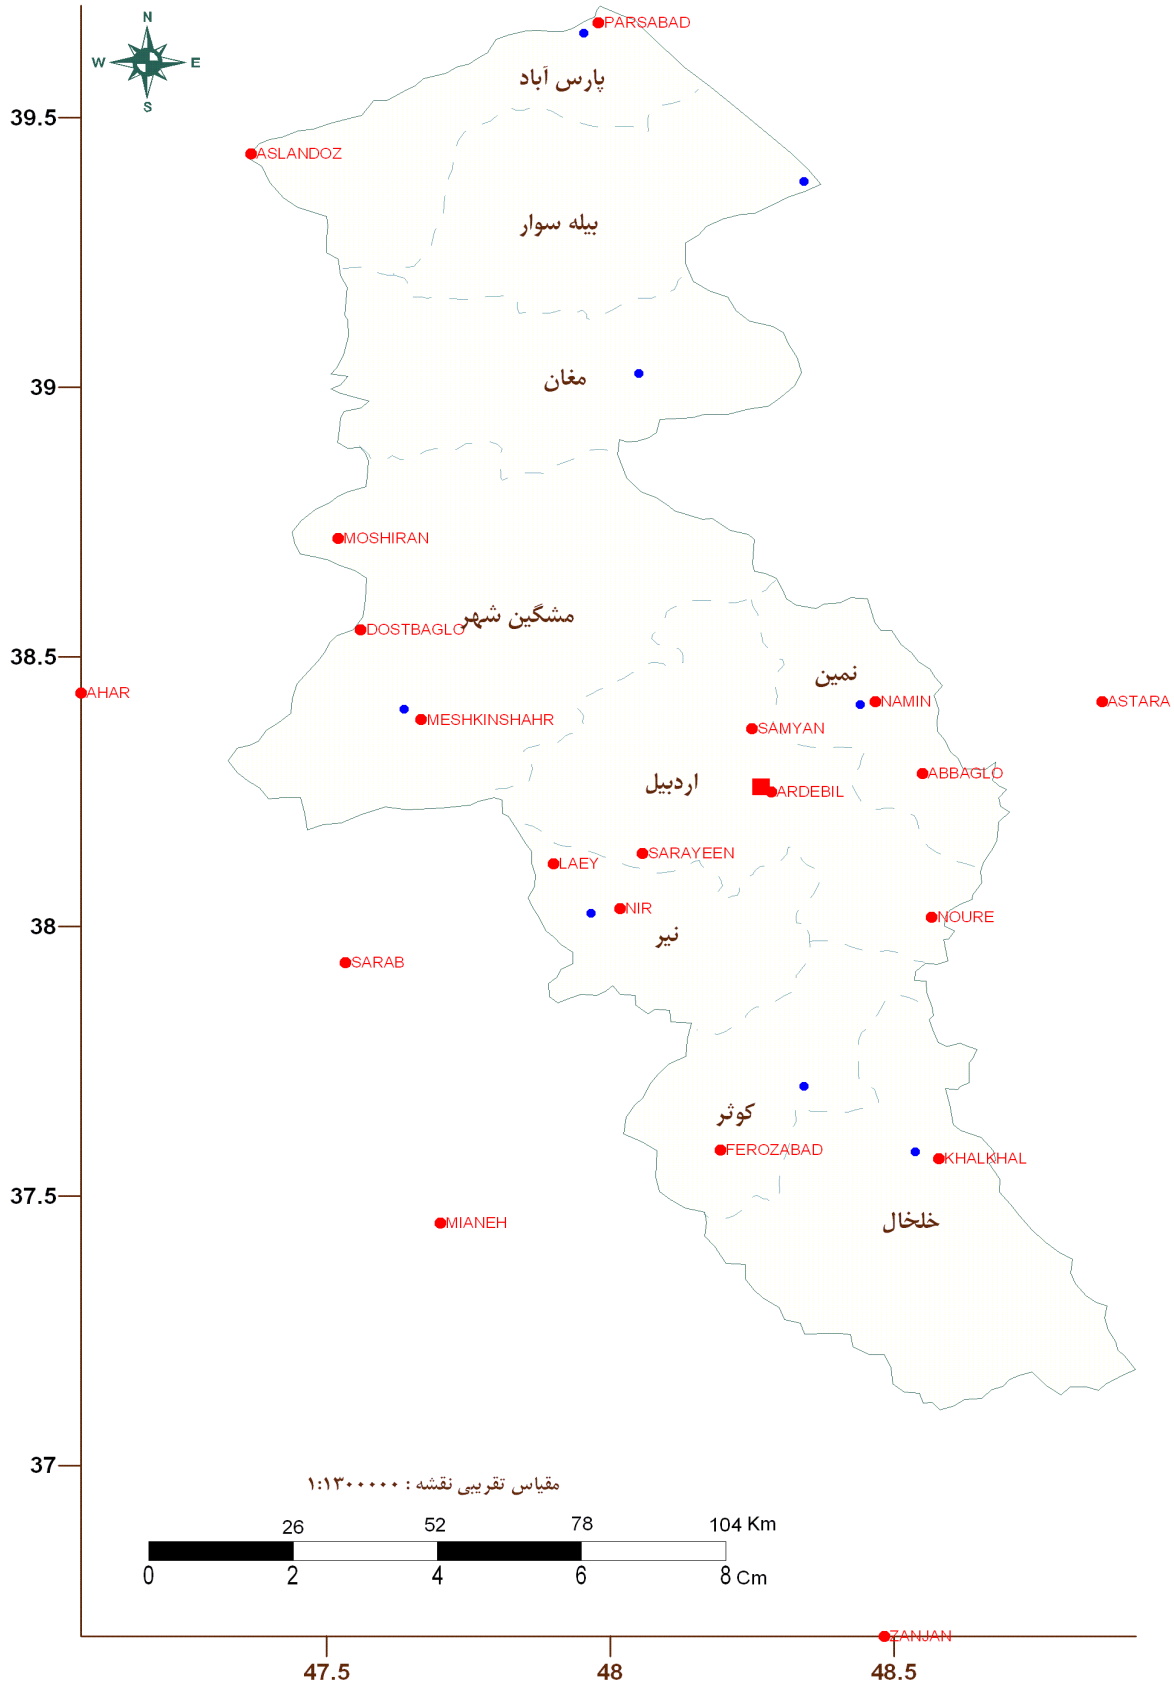 N
W E
S
PARSABAD
پارس آباد
39.5
ASLANDOZ
بیله سوار
39
مغان
MOSHIRAN
مشگین شهر
DOSTBAGLO
38.5
نمین
AHAR
NAMIN
ASTARA
MESHKINSHAHR
SAMYAN
ABBAGLO
اردبیل
ARDEBIL
SARAYEEN
LAEY
NIR
NOURE
38
نیر
SARAB
کوثر
FEROZABAD
KHALKHAL
37.5
خلخال
MIANEH
37
مقیاس تقریبی نقشه : ۱:۱۳۰۰۰۰۰
26 52 78 104 Km
0 2 4 6 8 Cm
ZANJAN
47.5 48 48.5